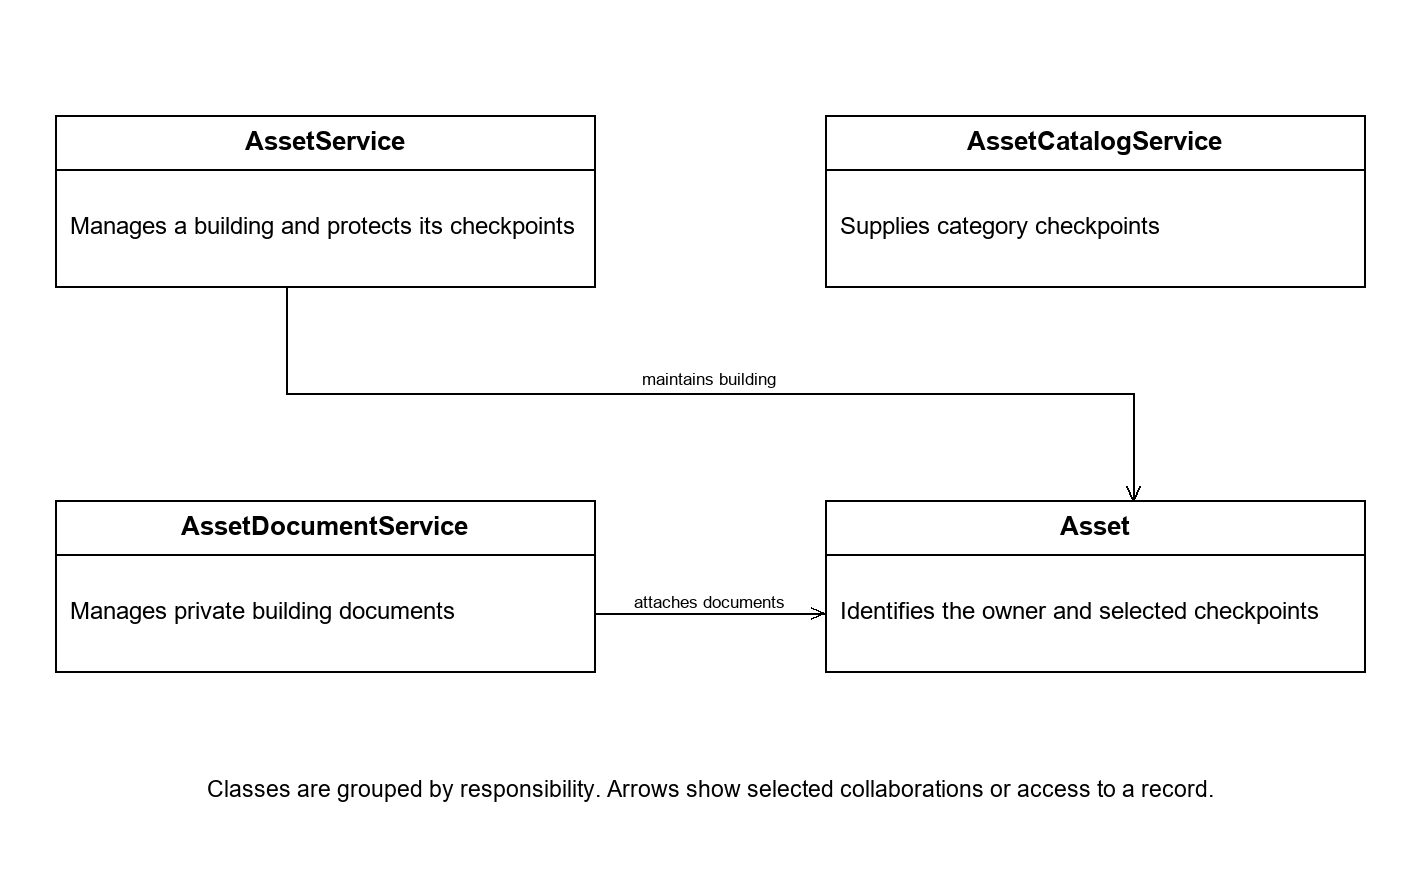 AssetService
Manages a building and protects its checkpoints
AssetCatalogService
Supplies category checkpoints
maintains building
AssetDocumentService
Manages private building documents
attaches documents
Asset
Identifies the owner and selected checkpoints
Classes are grouped by responsibility. Arrows show selected collaborations or access to a record.